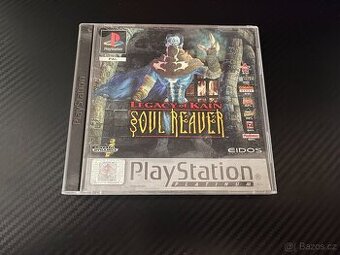 PlayStation
LEGACY OF KAIN
SOUL REAVER
EIDOS
PlayStation
PLATINUM
Bazos.cz